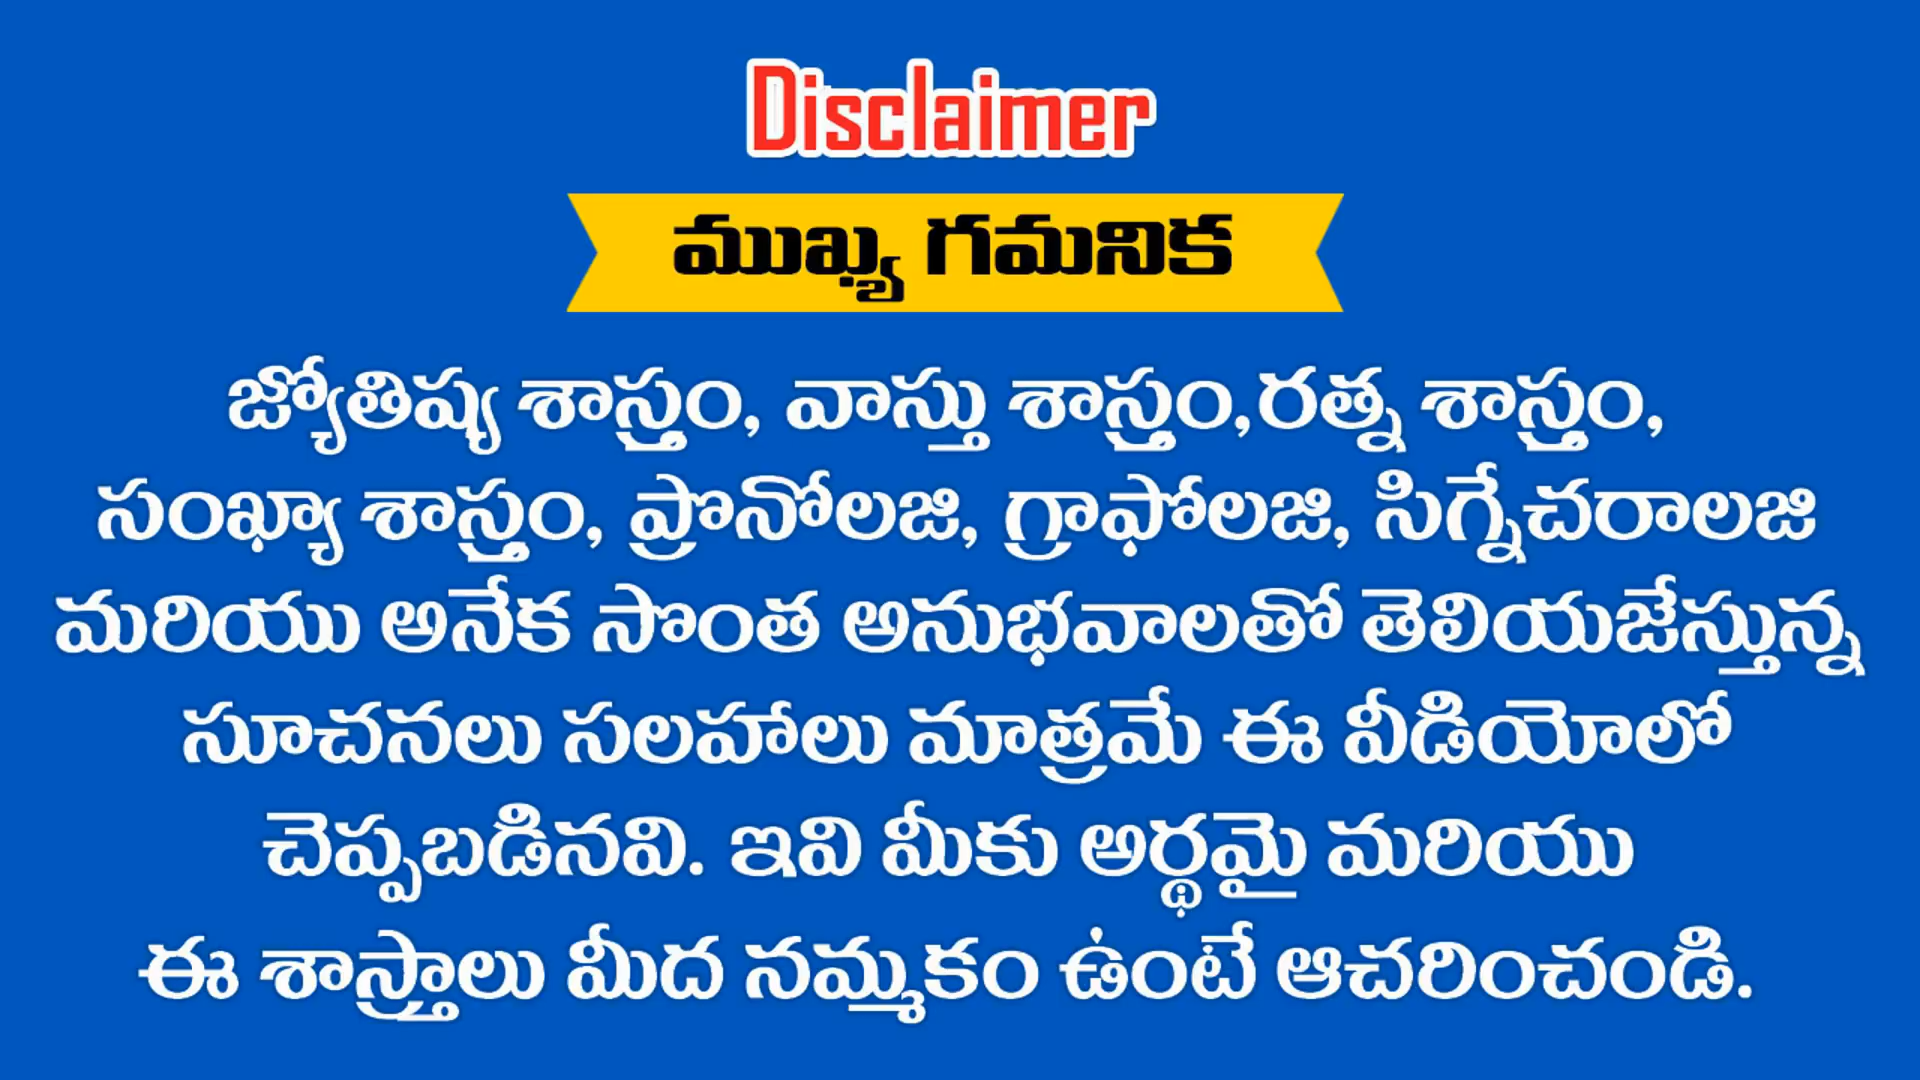 Disclaimer
ముఖ్య గమనిక
జ్యోతిష్య శాస్త్రం, వాస్తు శాస్త్రం,రత్న శాస్త్రం,
సంఖ్యా శాస్త్రం, ప్రొనోలజి, గ్రాఫోలజి, సిగ్నేచరాలజి
మరియు అనేక సొంత అనుభవాలతో తెలియజేస్తున్న
సూచనలు సలహాలు మాత్రమే ఈ వీడియోలో
చెప్పబడినవి. ఇవి మీకు అర్థమై మరియు
ఈ శాస్త్రాలు మీద నమ్మకం ఉంటే ఆచరించండి.